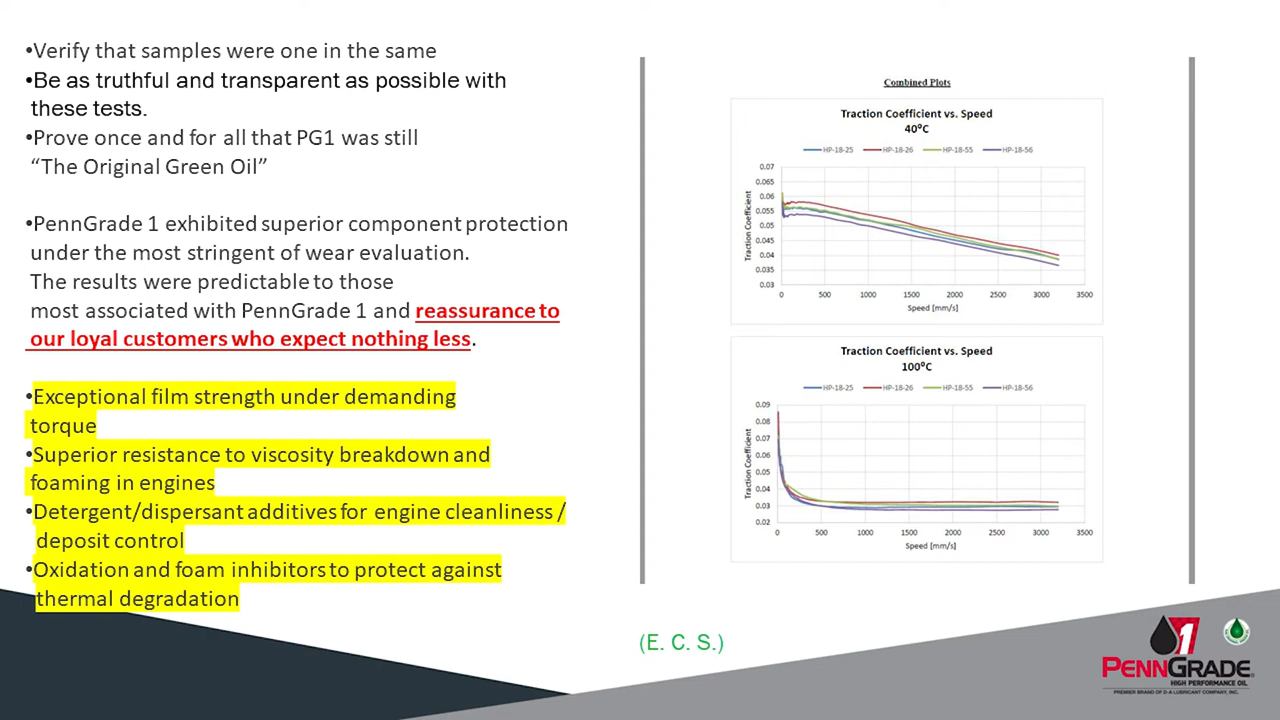 •Verify that samples were one in the same
•Be as truthful and transparent as possible with
these tests.
•Prove once and for all that PG1 was still
“The Original Green Oil”
•PennGrade 1 exhibited superior component protection
under the most stringent of wear evaluation.
The results were predictable to those
most associated with PennGrade 1 and reassurance to
our loyal customers who expect nothing less.
•Exceptional film strength under demanding
torque
•Superior resistance to viscosity breakdown and
foaming in engines
•Detergent/dispersant additives for engine cleanliness /
deposit control
•Oxidation and foam inhibitors to protect against
thermal degradation
Combined Plots
Traction Coefficient vs. Speed
40⁰C
HP-18-25 HP-18-26 HP-18-55 HP-18-56
Traction Coefficient
0.07
0.065
0.06
0.055
0.05
0.045
0.04
0.035
0.03
0 500 1000 1500 2000 2500 3000 3500
Speed [mm/s]
Traction Coefficient vs. Speed
100⁰C
HP-18-25 HP-18-26 HP-18-55 HP-18-56
Traction Coefficient
0.09
0.08
0.07
0.06
0.05
0.04
0.03
0.02
0 500 1000 1500 2000 2500 3000 3500
Speed [mm/s]
(E. C. S.)
1
PENNGRADE
HIGH PERFORMANCE OIL
PREMIER BRAND OF D-A LUBRICANT COMPANY, INC.